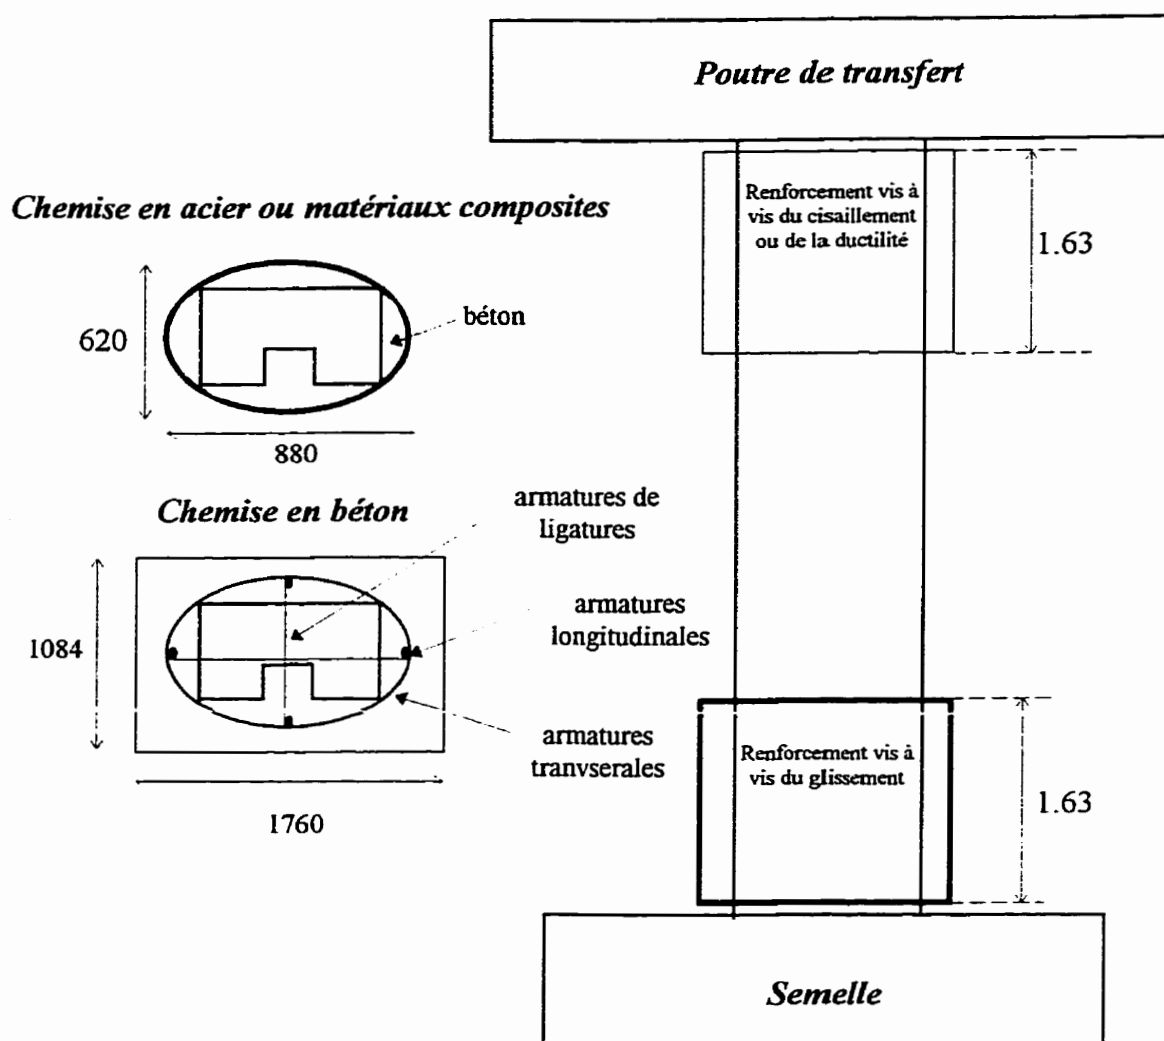 Poutre de transfert
Chemise en acier ou matériaux composites
620
880
béton
Renforcement vis à
vis du cisaillement
ou de la ductilité
1.63
Chemise en béton
1084
1760
armatures de
ligatures
armatures
longitudinales
armatures
tranvserales
Renforcement vis à
vis du glissement
1.63
Semelle